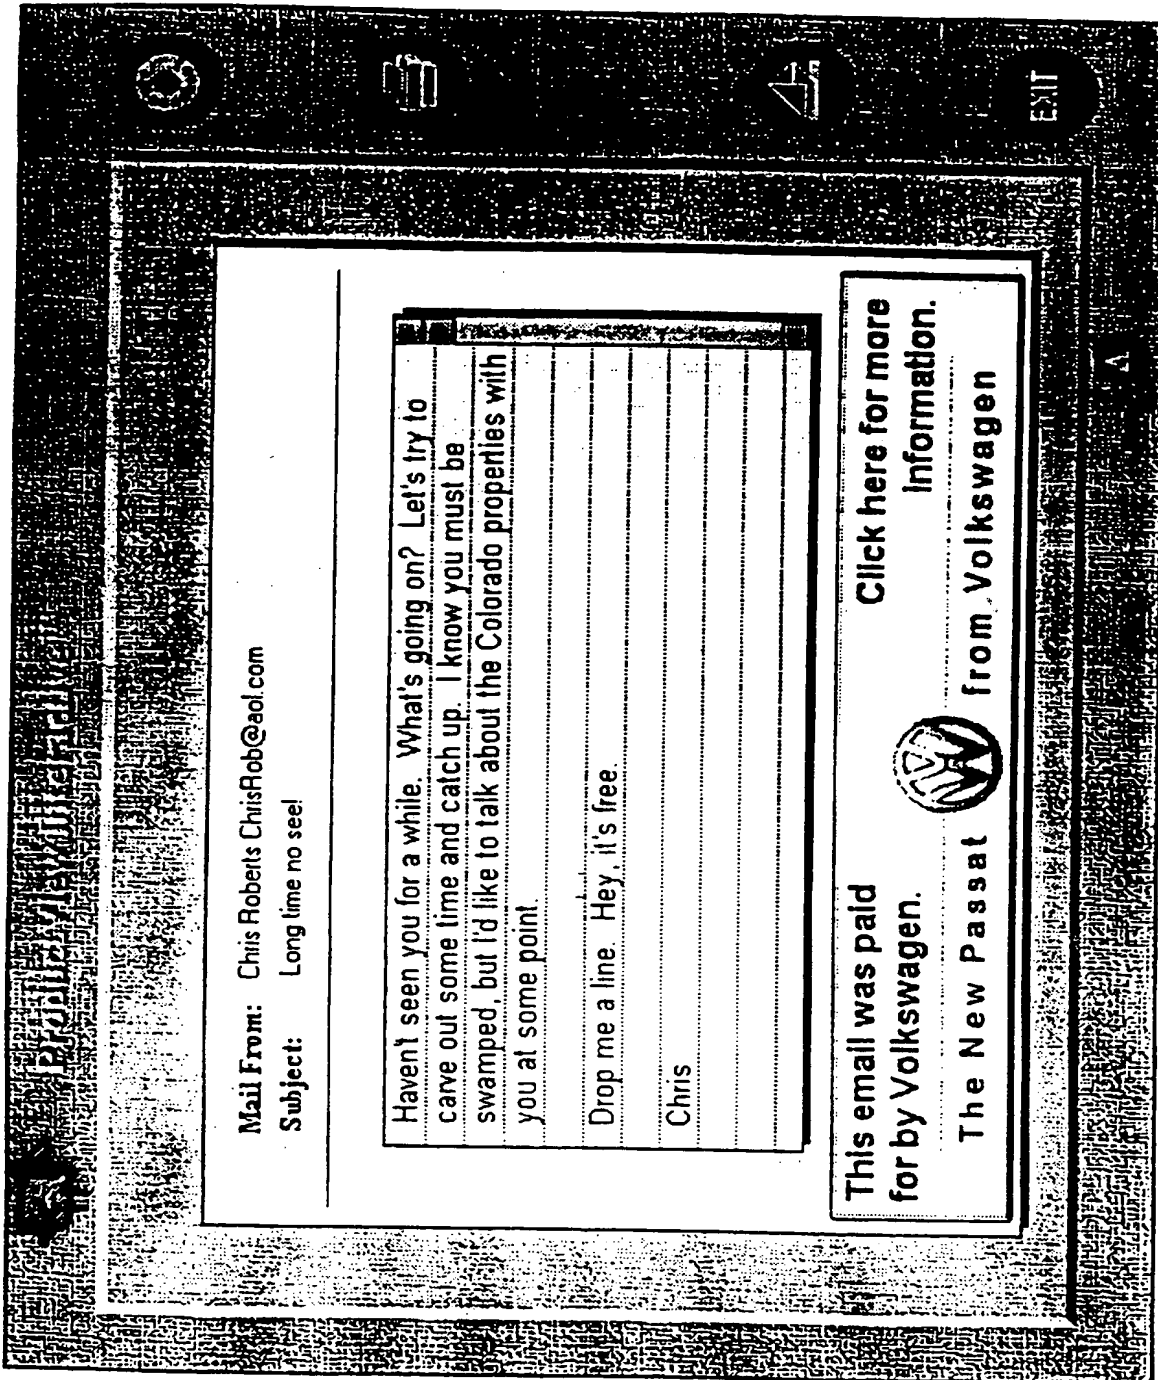 Mail From: Chris Roberts ChrisRob@aol.com
Subject: Long time no see!
Haven't seen you for a while. What's going on? Let's try to
carve out some time and catch up. I know you must be
swamped, but I'd like to talk about the Colorado properties with
you at some point.
Drop me a line. Hey, it's free.
Chris
This email was paid
for by Volkswagen.
Click here for more
Information.
The New Passat from Volkswagen
EXIT